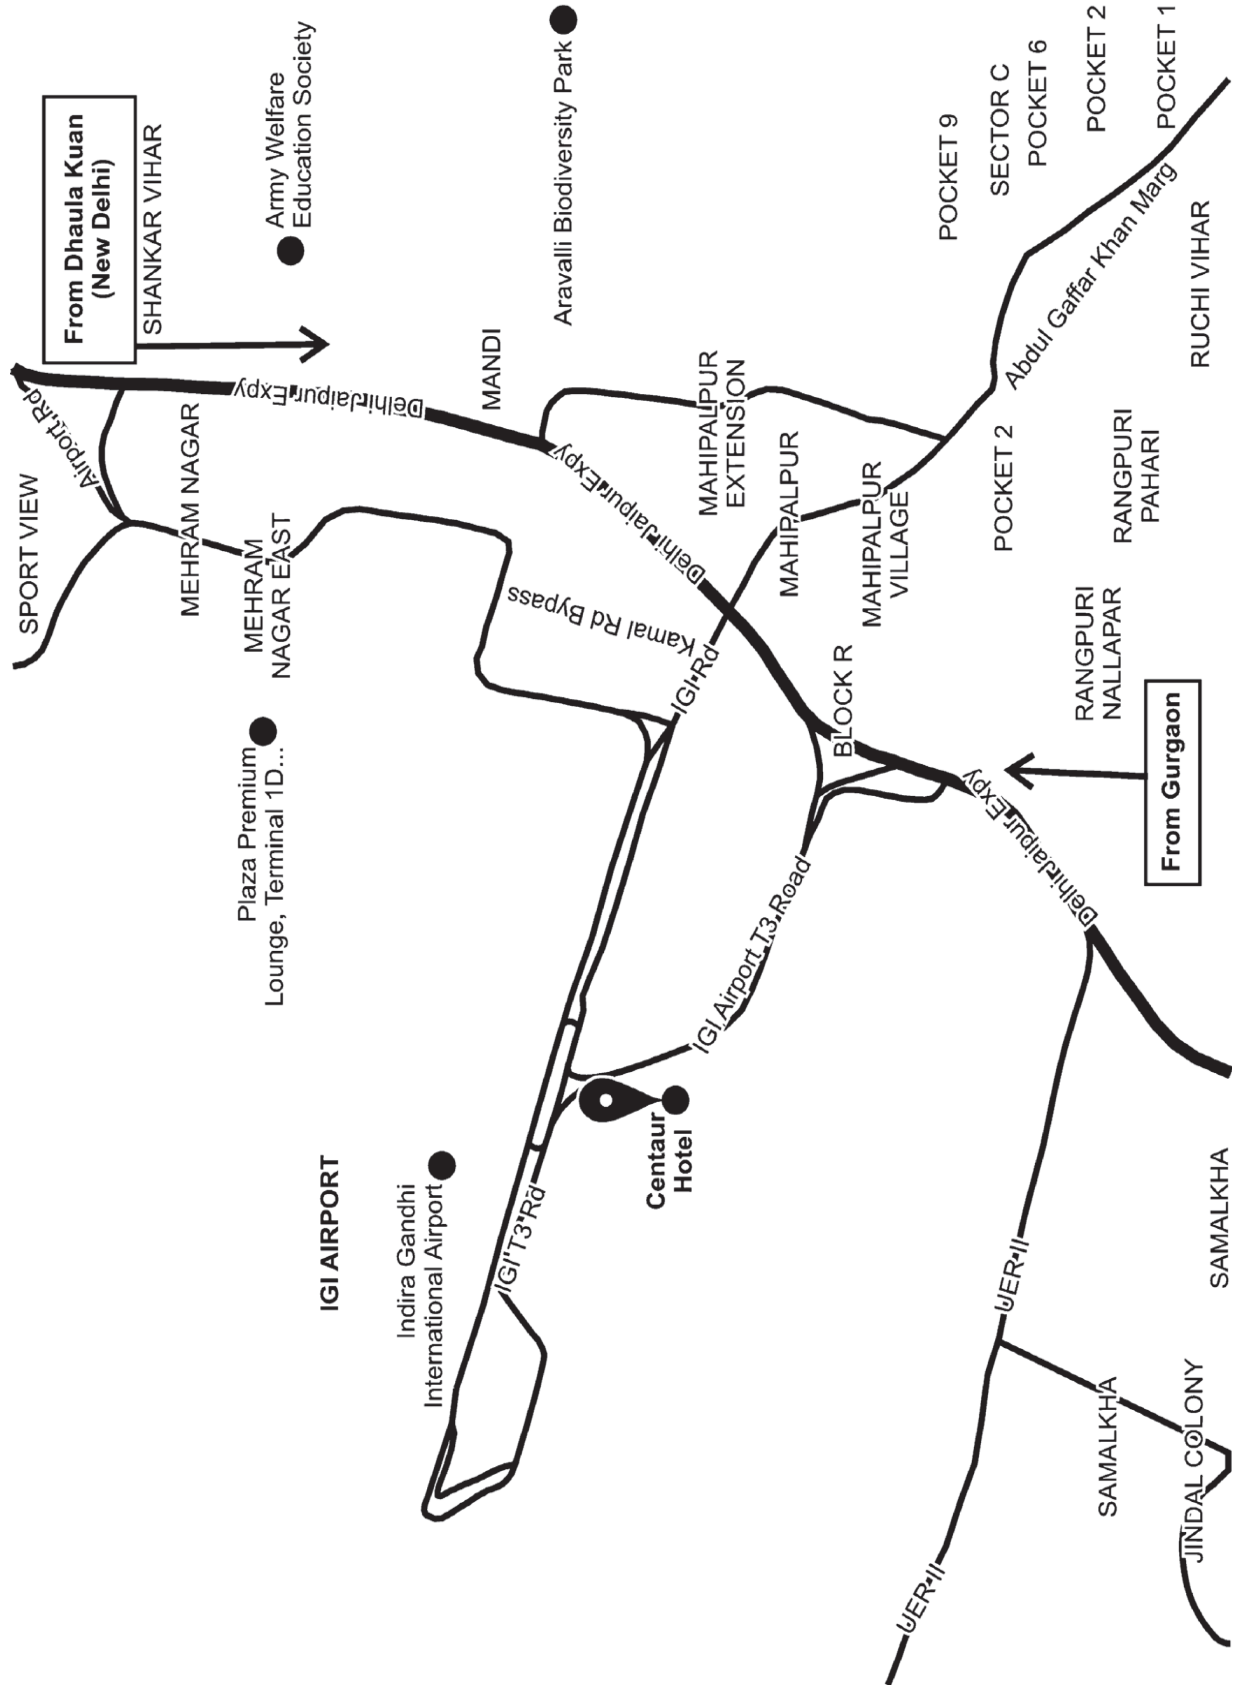 From Dhaula Kuan
(New Delhi)
SHANKAR VIHAR
Army Welfare
Education Society
Aravalli Biodiversity Park
POCKET 9
SECTOR C
POCKET 6
POCKET 2
POCKET 1
Abdul Gaffar Khan Marg
RUCHI VIHAR
SPORT VIEW
Airport Rd
MEHRAM NAGAR
MEHRAM
NAGAR EAST
Delhi Jaipur Expy
MANDI
Delhi Jaipur Expy
MAHIPALPUR
EXTENSION
MAHIPALPUR
MAHIPALPUR
VILLAGE
POCKET 2
RANGPURI
PAHARI
Kamal Rd Bypass
IGI Rd
BLOCK R
RANGPURI
NALLAPAR
Plaza Premium
Lounge, Terminal 1D...
From Gurgaon
Delhi Jaipur Expy
IGI Airport T3 Road
IGI AIRPORT
Indira Gandhi
International Airport
IGI T3 Rd
Centaur
Hotel
UER II
SAMALKHA
SAMALKHA
JINDAL COLONY
UER II